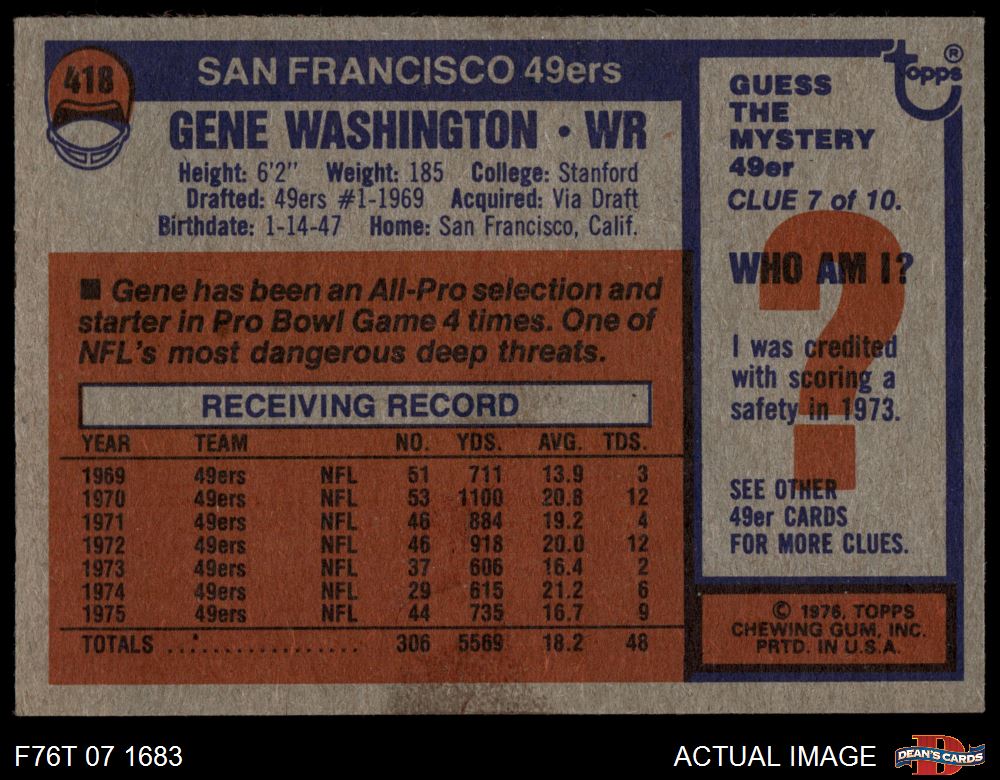 418
SAN FRANCISCO 49ers
GENE WASHINGTON • WR
Height: 6'2" Weight: 185 College: Stanford
Drafted: 49ers #1-1969 Acquired: Via Draft
Birthdate: 1-14-47 Home: San Francisco, Calif.
■ Gene has been an All-Pro selection and
starter in Pro Bowl Game 4 times. One of
NFL's most dangerous deep threats.
RECEIVING RECORD
YEAR TEAM NO. YDS. AVG. TDS.
1969 49ers NFL 51 711 13.9 3
1970 49ers NFL 53 1100 20.8 12
1971 49ers NFL 46 884 19.2 4
1972 49ers NFL 46 918 20.0 12
1973 49ers NFL 37 606 16.4 2
1974 49ers NFL 29 615 21.2 6
1975 49ers NFL 44 735 16.7 9
TOTALS .................. 306 5569 18.2 48
Topps ®
GUESS
THE
MYSTERY
49er
CLUE 7 of 10.
?
WHO AM I?
I was credited
with scoring a
safety in 1973.
SEE OTHER
49er CARDS
FOR MORE CLUES.
© 1976, TOPPS
CHEWING GUM, INC.
PRTD. IN U.S.A.
F76T 07 1683
ACTUAL IMAGE
D
DEAN'S CARDS